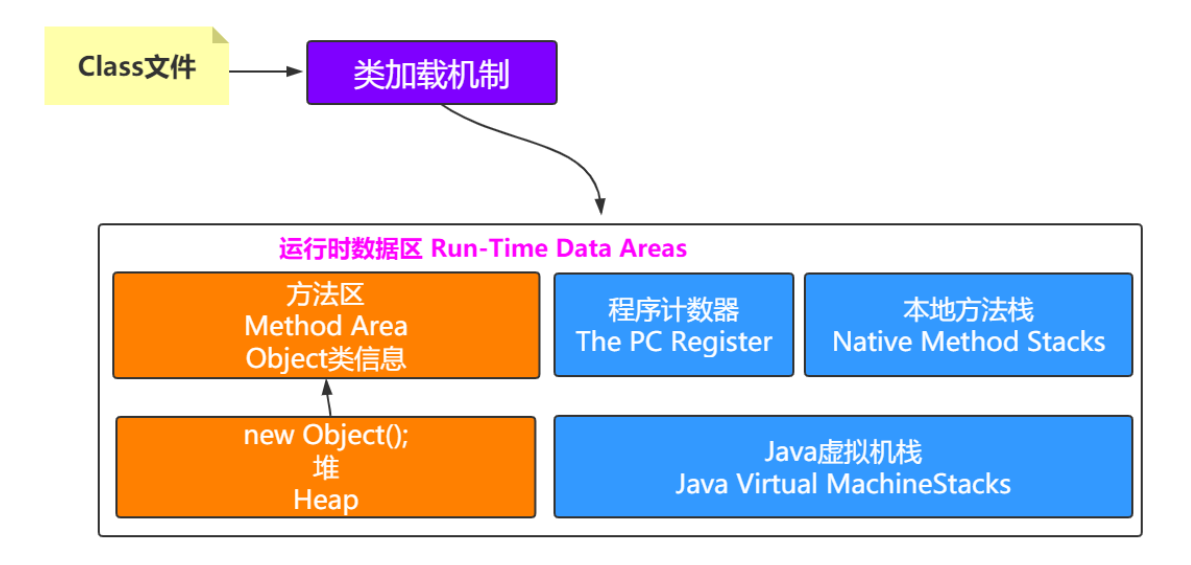 Class文件
类加载机制
运行时数据区 Run-Time Data Areas
方法区
Method Area
Object类信息
程序计数器
The PC Register
本地方法栈
Native Method Stacks
new Object();
堆
Heap
Java虚拟机栈
Java Virtual MachineStacks